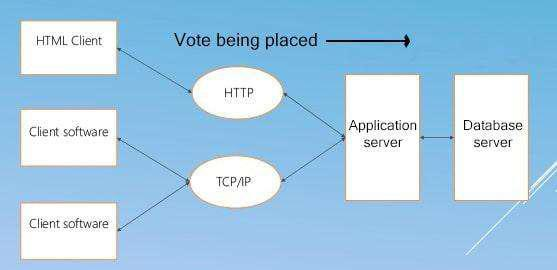 HTML Client
Vote being placed
HTTP
Client software
Application
server
Database
server
TCP/IP
Client software